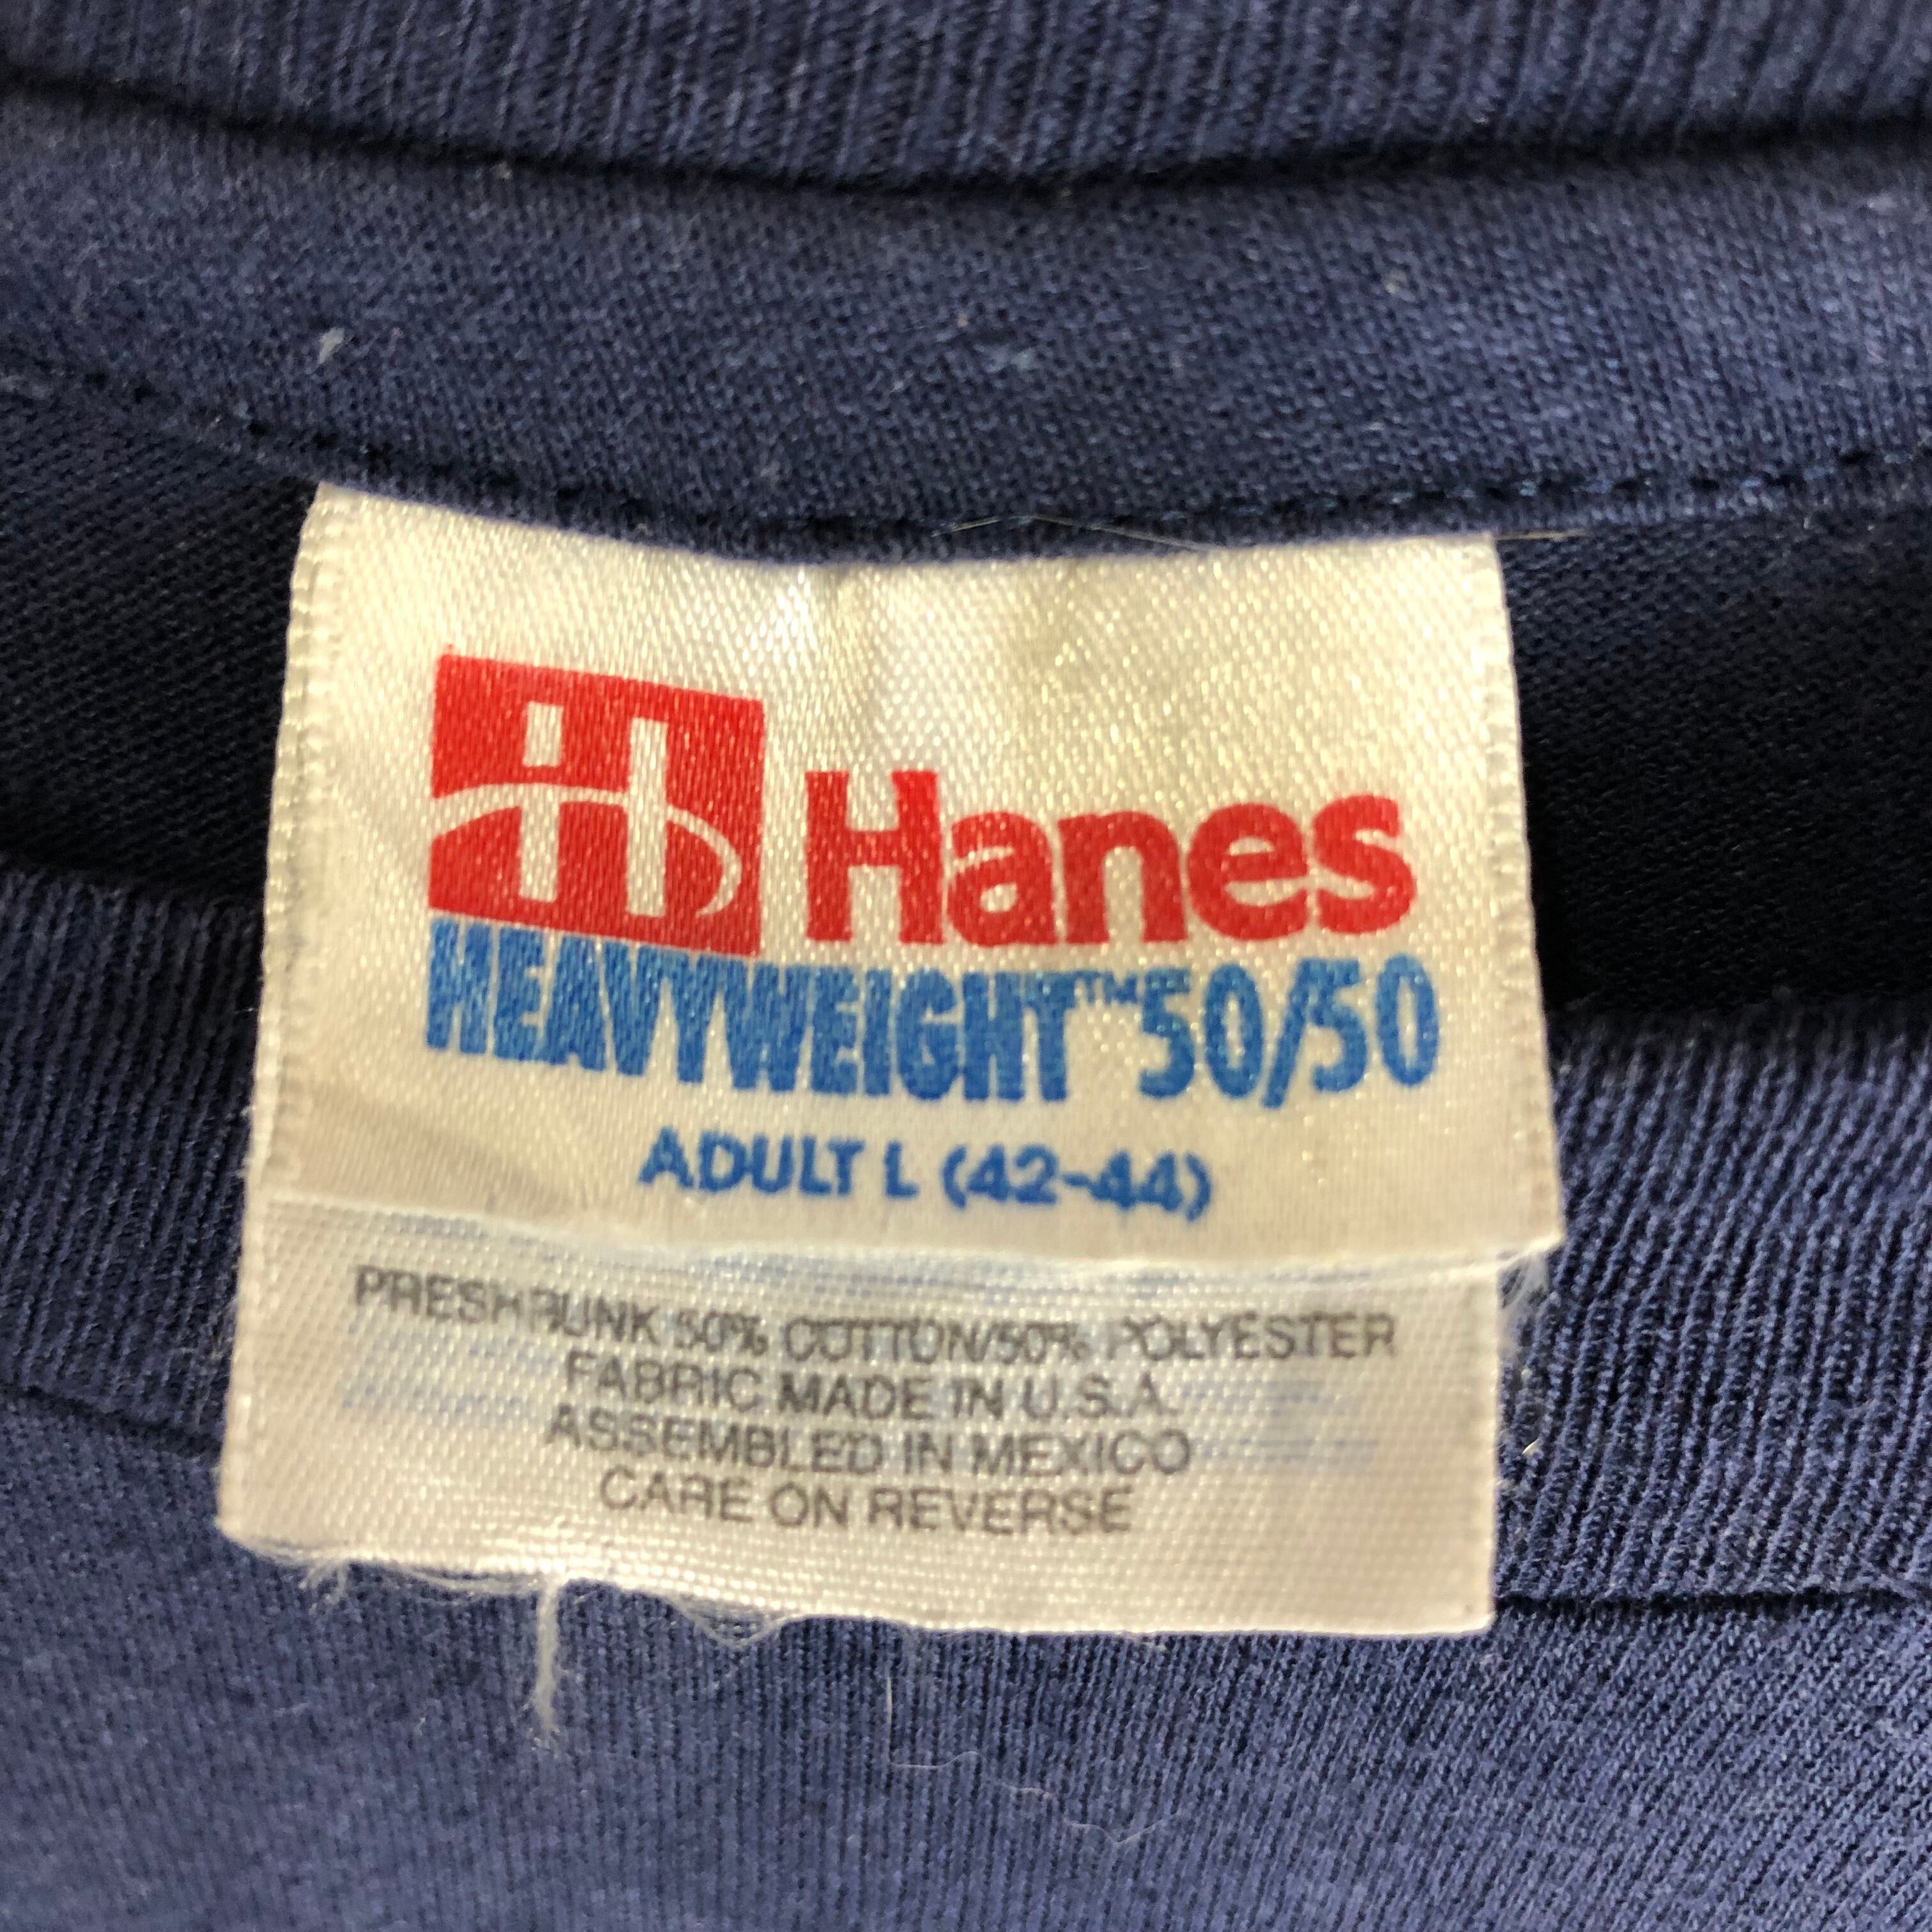 Hanes
HEAVYWEIGHT™ 50/50
ADULT L (42-44)
PRESHRUNK 50% COTTON/50% POLYESTER
FABRIC MADE IN U.S.A.
ASSEMBLED IN MEXICO
CARE ON REVERSE